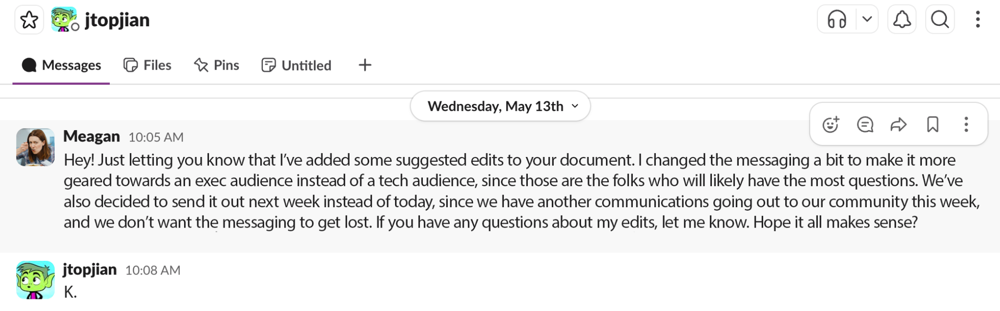 jtopjian
Messages Files Pins Untitled
Wednesday, May 13th
Meagan 10:05 AM
Hey! Just letting you know that I’ve added some suggested edits to your document. I changed the messaging a bit to make it more
geared towards an exec audience instead of a tech audience, since those are the folks who will likely have the most questions. We’ve
also decided to send it out next week instead of today, since we have another communications going out to our community this week,
and we don’t want the messaging to get lost. If you have any questions about my edits, let me know. Hope it all makes sense?
jtopjian 10:08 AM
K.